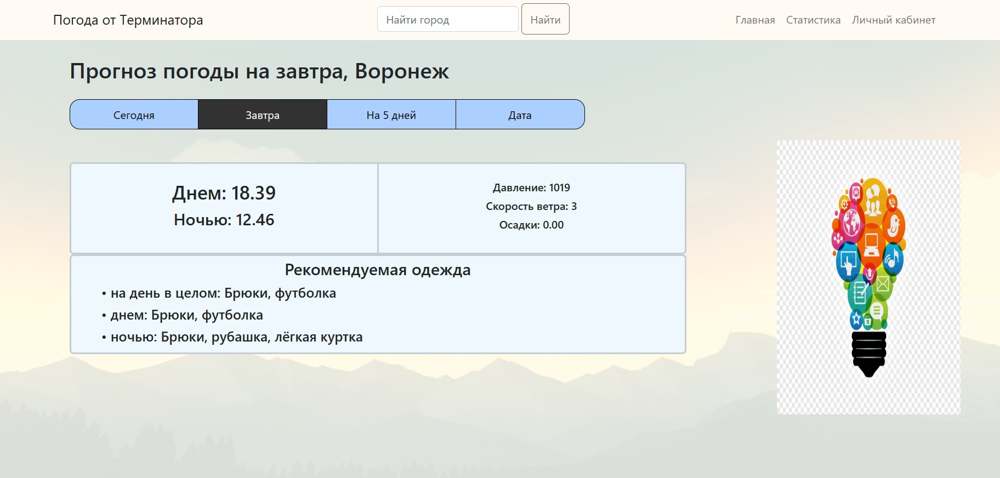 Погода от Терминатора
Найти город
Найти
Главная
Статистика
Личный кабинет
Прогноз погоды на завтра, Воронеж
Сегодня
Завтра
На 5 дней
Дата
Днем: 18.39
Ночью: 12.46
Давление: 1019
Скорость ветра: 3
Осадки: 0.00
Рекомендуемая одежда
• на день в целом: Брюки, футболка
• днем: Брюки, футболка
• ночью: Брюки, рубашка, лёгкая куртка